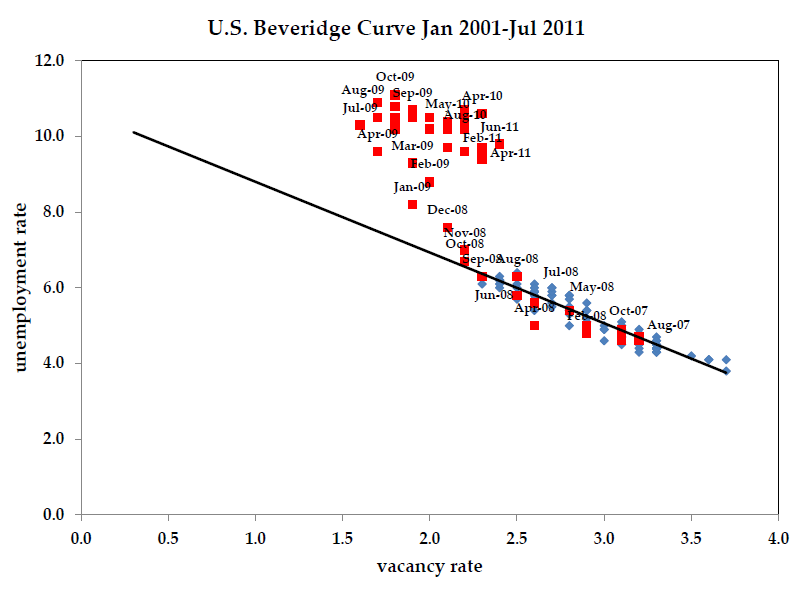 U.S. Beveridge Curve Jan 2001-Jul 2011
12.0
Oct-09
Aug-09
Sep-09
Apr-10
May-10
Jul-09
Aug-10
Jun-11
10.0
Apr-09
Feb-11
Mar-09
Apr-11
Feb-09
Jan-09
8.0
Dec-08
Nov-08
Oct-08
Sep-08
Aug-08
Jul-08
6.0
Jun-08
May-08
Apr-08
Feb-08
Oct-07
Aug-07
4.0
2.0
0.0
0.0 0.5 1.0 1.5 2.0 2.5 3.0 3.5 4.0
vacancy rate
unemployment rate